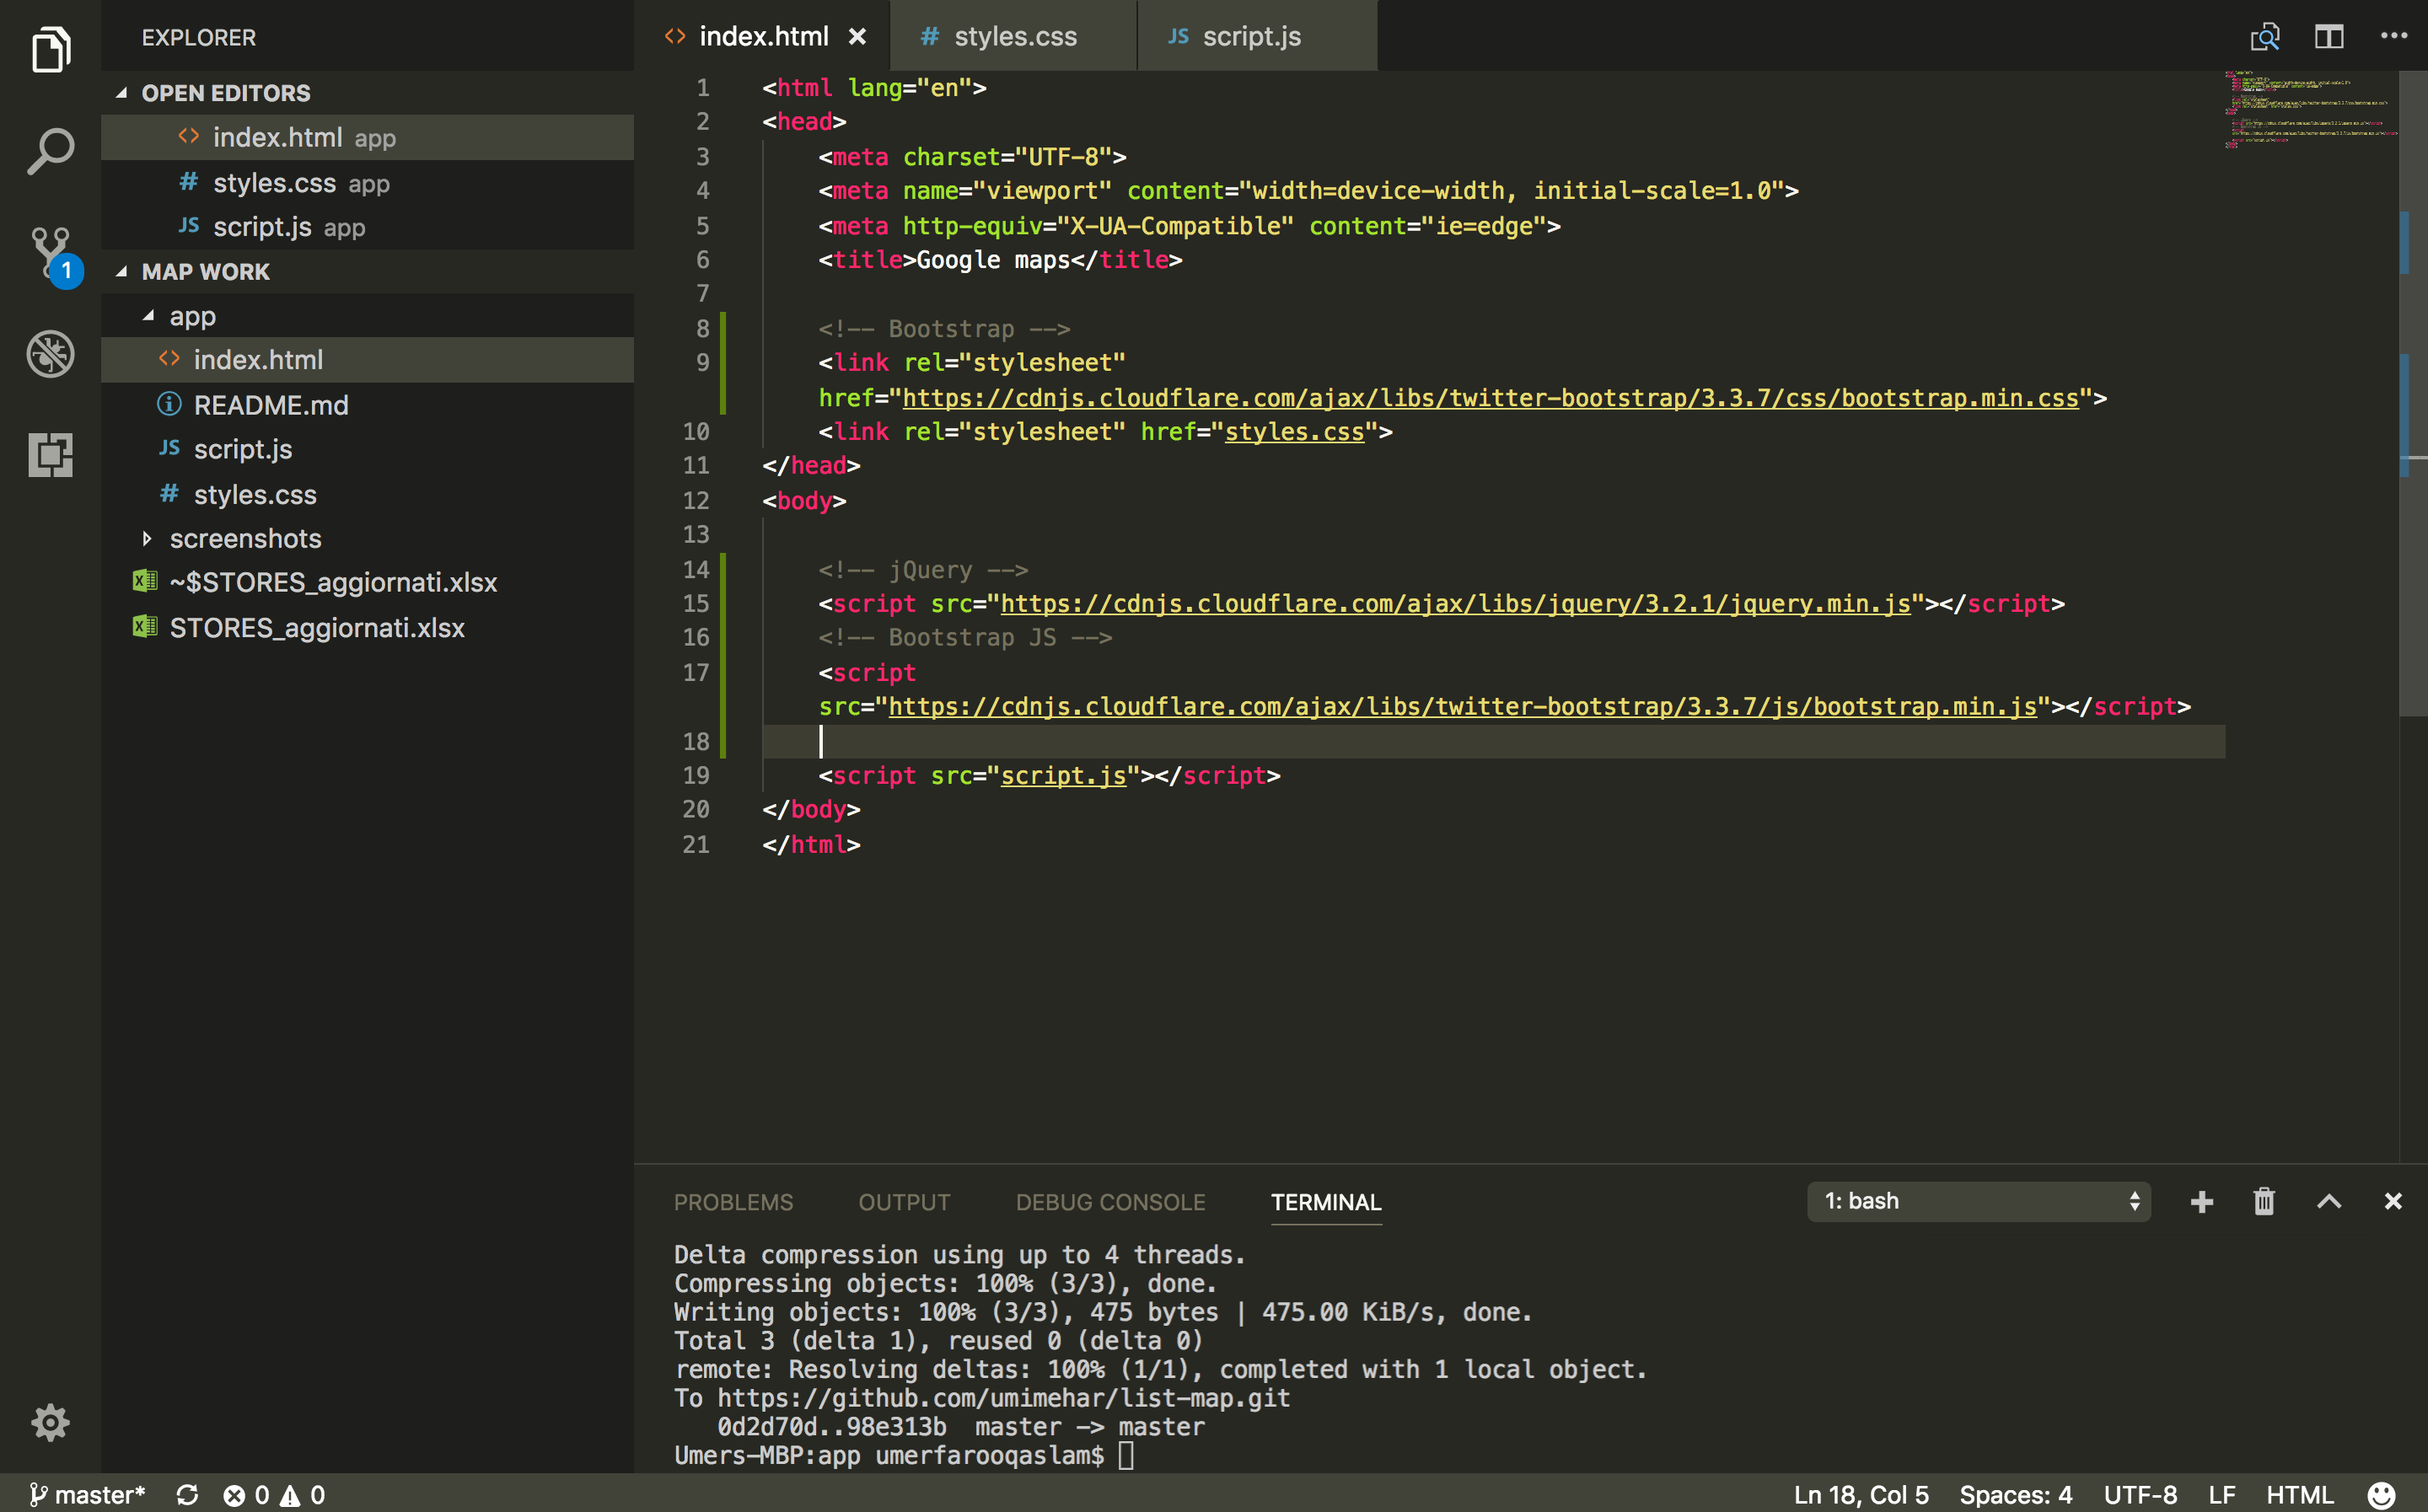 EXPLORER
OPEN EDITORS
index.html app
styles.css app
JS script.js app
1
MAP WORK
app
index.html
README.md
JS script.js
# styles.css
screenshots
~$STORES_aggiornati.xlsx
STORES_aggiornati.xlsx
<> index.html
# styles.css
JS script.js
1 <html lang="en">
2 <head>
3 <meta charset="UTF-8">
4 <meta name="viewport" content="width=device-width, initial-scale=1.0">
5 <meta http-equiv="X-UA-Compatible" content="ie=edge">
6 <title>Google maps</title>
7
8 <!-- Bootstrap -->
9 <link rel="stylesheet"
href="https://cdnjs.cloudflare.com/ajax/libs/twitter-bootstrap/3.3.7/css/bootstrap.min.css">
10 <link rel="stylesheet" href="styles.css">
11 </head>
12 <body>
13
14 <!-- jQuery -->
15 <script src="https://cdnjs.cloudflare.com/ajax/libs/jquery/3.2.1/jquery.min.js"></script>
16 <!-- Bootstrap JS -->
17 <script
src="https://cdnjs.cloudflare.com/ajax/libs/twitter-bootstrap/3.3.7/js/bootstrap.min.js"></script>
18
19 <script src="script.js"></script>
20 </body>
21 </html>
PROBLEMS OUTPUT DEBUG CONSOLE TERMINAL
1: bash
Delta compression using up to 4 threads.
Compressing objects: 100% (3/3), done.
Writing objects: 100% (3/3), 475 bytes | 475.00 KiB/s, done.
Total 3 (delta 1), reused 0 (delta 0)
remote: Resolving deltas: 100% (1/1), completed with 1 local object.
To https://github.com/umimehar/list-map.git
0d2d70d..98e313b master -> master
Umers-MBP:app umerfarooqaslam$
master* 0 0
Ln 18, Col 5 Spaces: 4 UTF-8 LF HTML